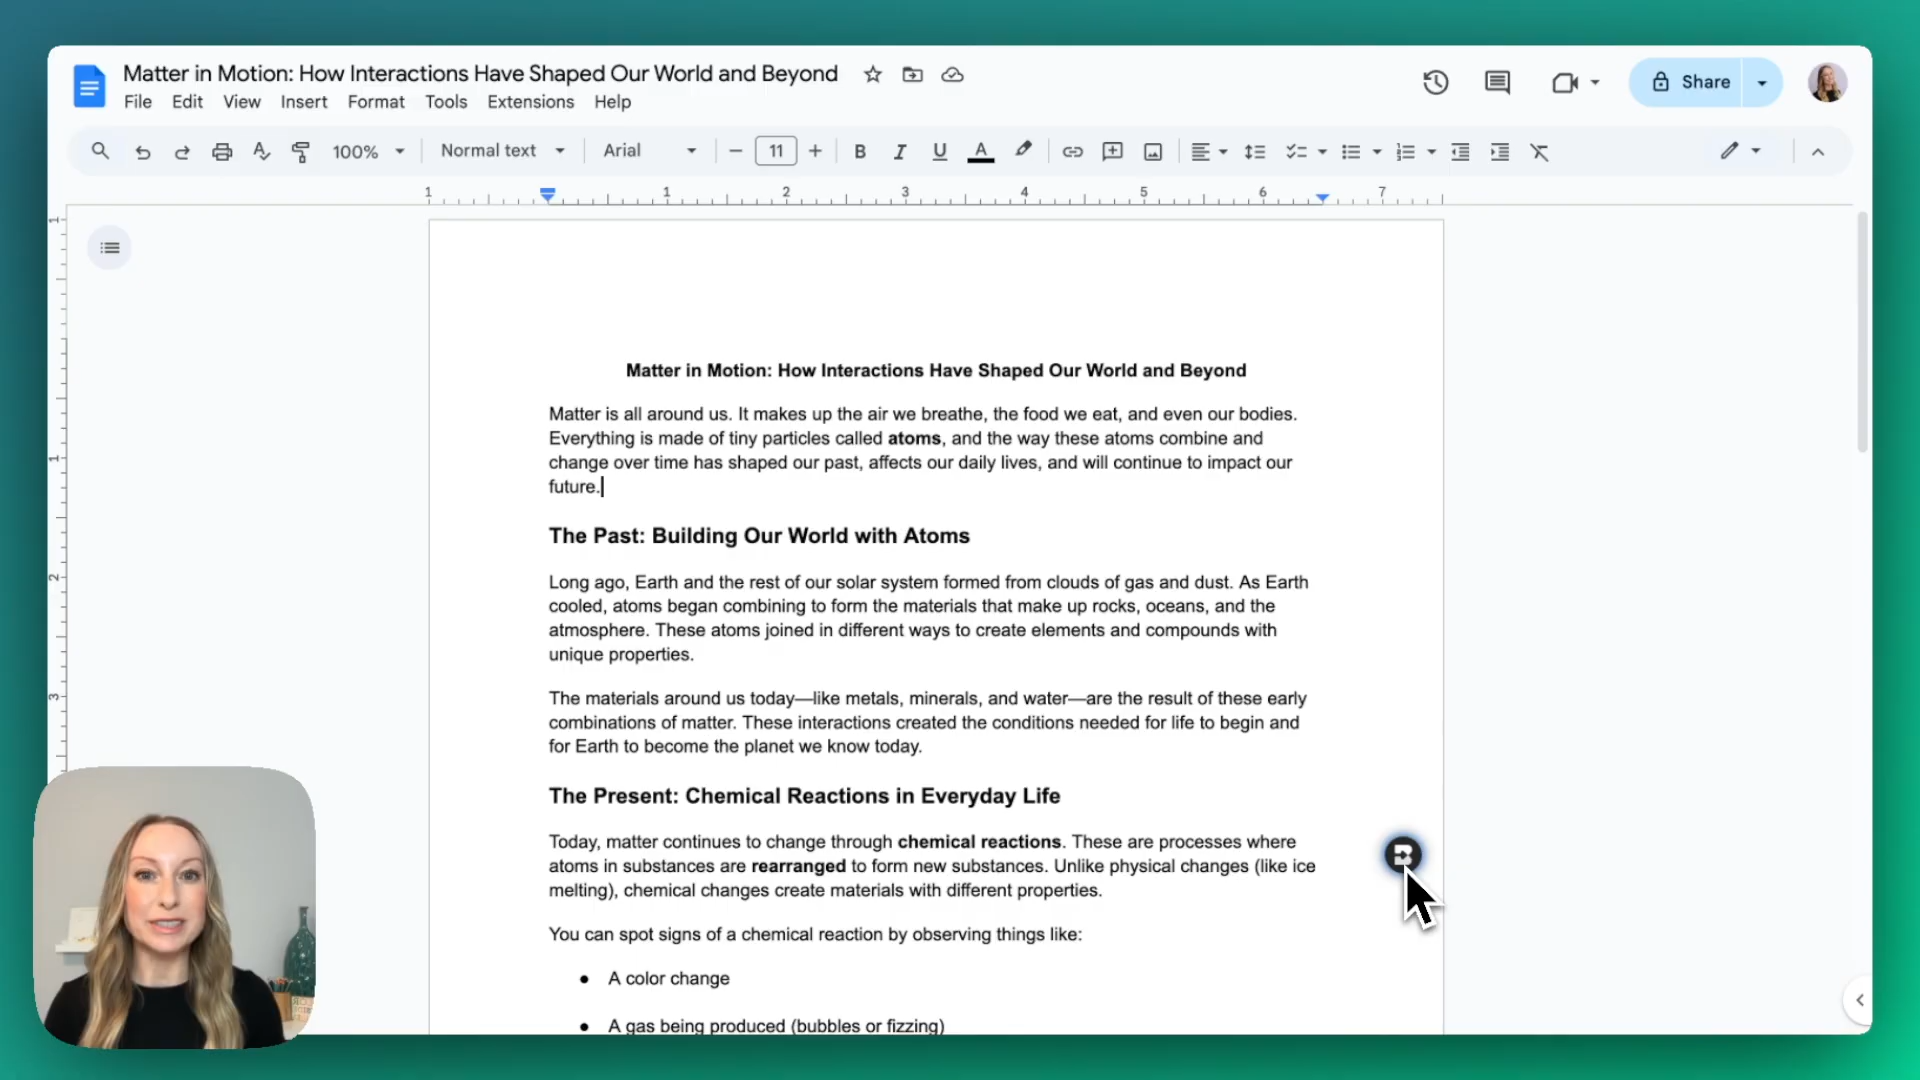 Matter in Motion: How Interactions Have Shaped Our World and Beyond
File Edit View Insert Format Tools Extensions Help
Share
100% Normal text Arial 11 B I U A
1 1 2 3 4 5 6 7
1
1
2
3
Matter in Motion: How Interactions Have Shaped Our World and Beyond
Matter is all around us. It makes up the air we breathe, the food we eat, and even our bodies.
Everything is made of tiny particles called atoms, and the way these atoms combine and
change over time has shaped our past, affects our daily lives, and will continue to impact our
future.
The Past: Building Our World with Atoms
Long ago, Earth and the rest of our solar system formed from clouds of gas and dust. As Earth
cooled, atoms began combining to form the materials that make up rocks, oceans, and the
atmosphere. These atoms joined in different ways to create elements and compounds with
unique properties.
The materials around us today—like metals, minerals, and water—are the result of these early
combinations of matter. These interactions created the conditions needed for life to begin and
for Earth to become the planet we know today.
The Present: Chemical Reactions in Everyday Life
Today, matter continues to change through chemical reactions. These are processes where
atoms in substances are rearranged to form new substances. Unlike physical changes (like ice
melting), chemical changes create materials with different properties.
You can spot signs of a chemical reaction by observing things like:
● A color change
● A gas being produced (bubbles or fizzing)